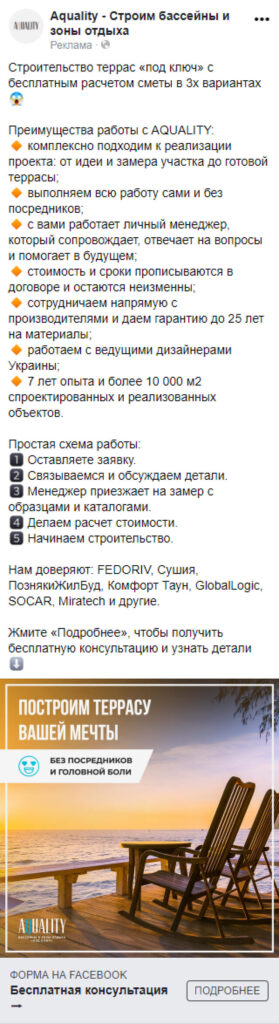 Aquality - Строим бассейны и
зоны отдыха
Реклама ·
Строительство террас «под ключ» с
бесплатным расчетом сметы в 3х вариантах
😱
Преимущества работы с AQUALITY:
🔸 комплексно подходим к реализации
проекта: от идеи и замера участка до готовой
террасы;
🔸 выполняем всю работу сами и без
посредников;
🔸 с вами работает личный менеджер,
который сопровождает, отвечает на вопросы
и помогает в будущем;
🔸 стоимость и сроки прописываются в
договоре и остаются неизменны;
🔸 сотрудничаем напрямую с
производителями и даем гарантию до 25 лет
на материалы;
🔸 работаем с ведущими дизайнерами
Украины;
🔸 7 лет опыта и более 10 000 м2
спроектированных и реализованных
объектов.
Простая схема работы:
1️⃣ Оставляете заявку.
2️⃣ Связываемся и обсуждаем детали.
3️⃣ Менеджер приезжает на замер с
образцами и каталогами.
4️⃣ Делаем расчет стоимости.
5️⃣ Начинаем строительство.
Нам доверяют: FEDORIV, Сушия,
ПознякиЖилБуд, Комфорт Таун, GlobalLogic,
SOCAR, Miratech и другие.
Жмите «Подробнее», чтобы получить
бесплатную консультацию и узнать детали
⬇️
ПОСТРОИМ ТЕРРАСУ
ВАШЕЙ МЕЧТЫ
БЕЗ ПОСРЕДНИКОВ
И ГОЛОВНОЙ БОЛИ
AQUALITY
ФОРМА НА FACEBOOK
Бесплатная консультация
→
ПОДРОБНЕЕ